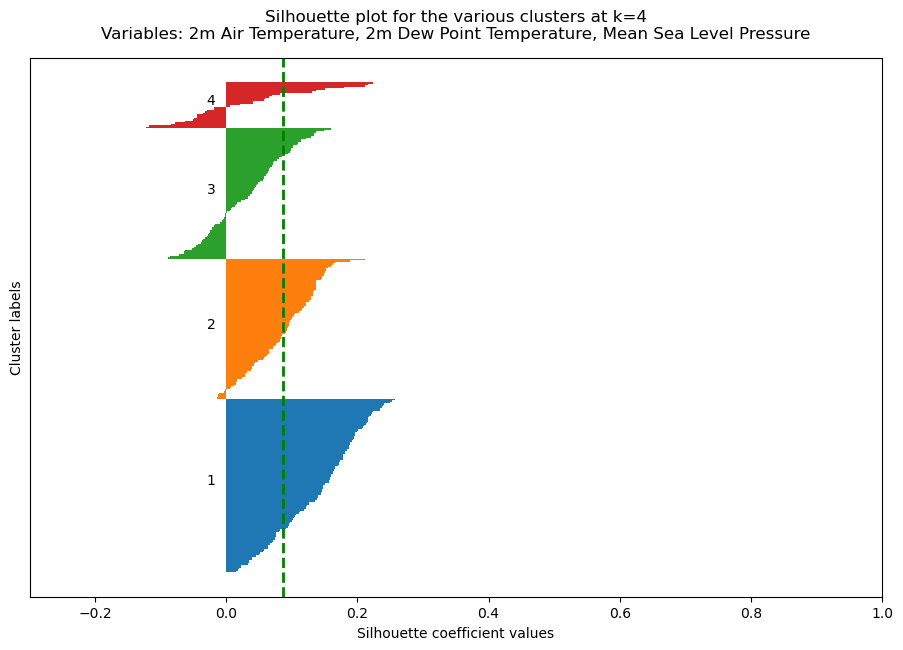 Silhouette plot for the various clusters at k=4
Variables: 2m Air Temperature, 2m Dew Point Temperature, Mean Sea Level Pressure
4
3
2
1
Cluster labels
−0.2 0.0 0.2 0.4 0.6 0.8 1.0
Silhouette coefficient values